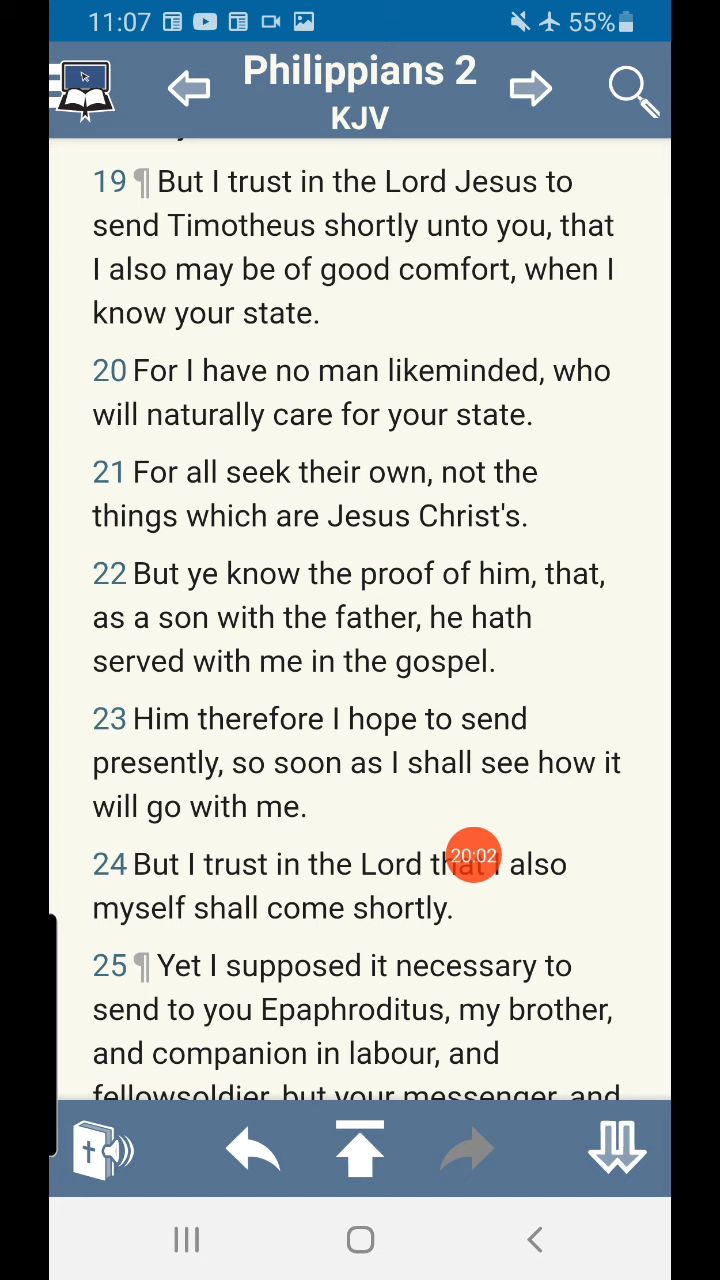 11:07 55%
Philippians 2
KJV
19 ¶ But I trust in the Lord Jesus to
send Timotheus shortly unto you, that
I also may be of good comfort, when I
know your state.
20 For I have no man likeminded, who
will naturally care for your state.
21 For all seek their own, not the
things which are Jesus Christ's.
22 But ye know the proof of him, that,
as a son with the father, he hath
served with me in the gospel.
23 Him therefore I hope to send
presently, so soon as I shall see how it
will go with me.
24 But I trust in the Lord that I also
20:02
myself shall come shortly.
25 ¶ Yet I supposed it necessary to
send to you Epaphroditus, my brother,
and companion in labour, and
fellowsoldier, but your messenger, and